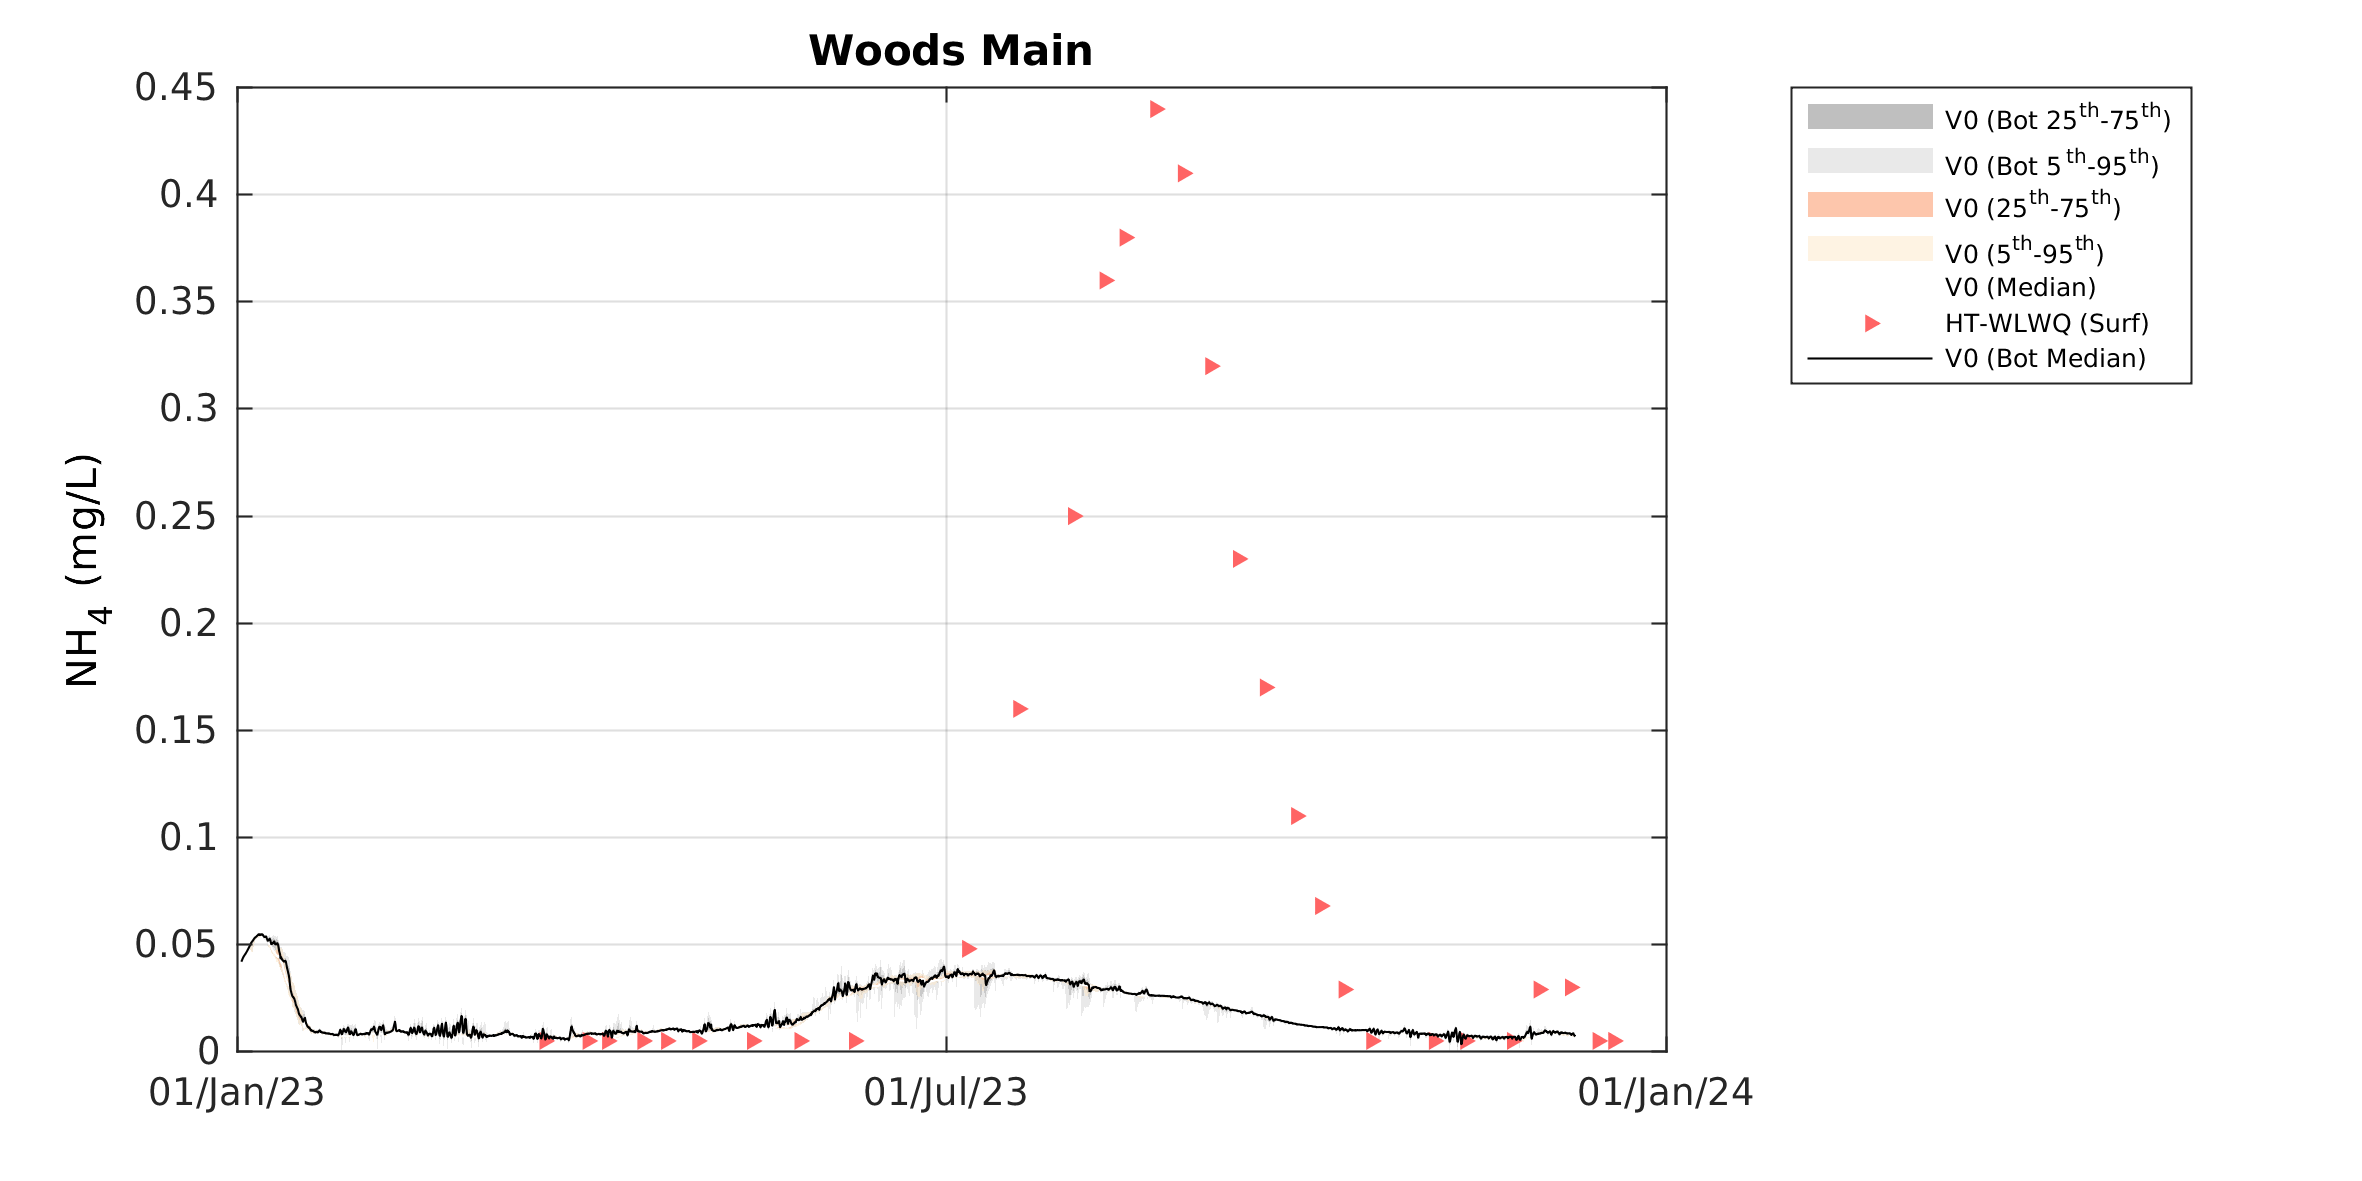 Woods Main
0.45
0.4
0.35
0.3
0.25
0.2
0.15
0.1
0.05
0
NH4 (mg/L)
01/Jan/23
01/Jul/23
01/Jan/24
V0 (Bot 25th-75th)
V0 (Bot 5th-95th)
V0 (25th-75th)
V0 (5th-95th)
V0 (Median)
HT-WLWQ (Surf)
V0 (Bot Median)